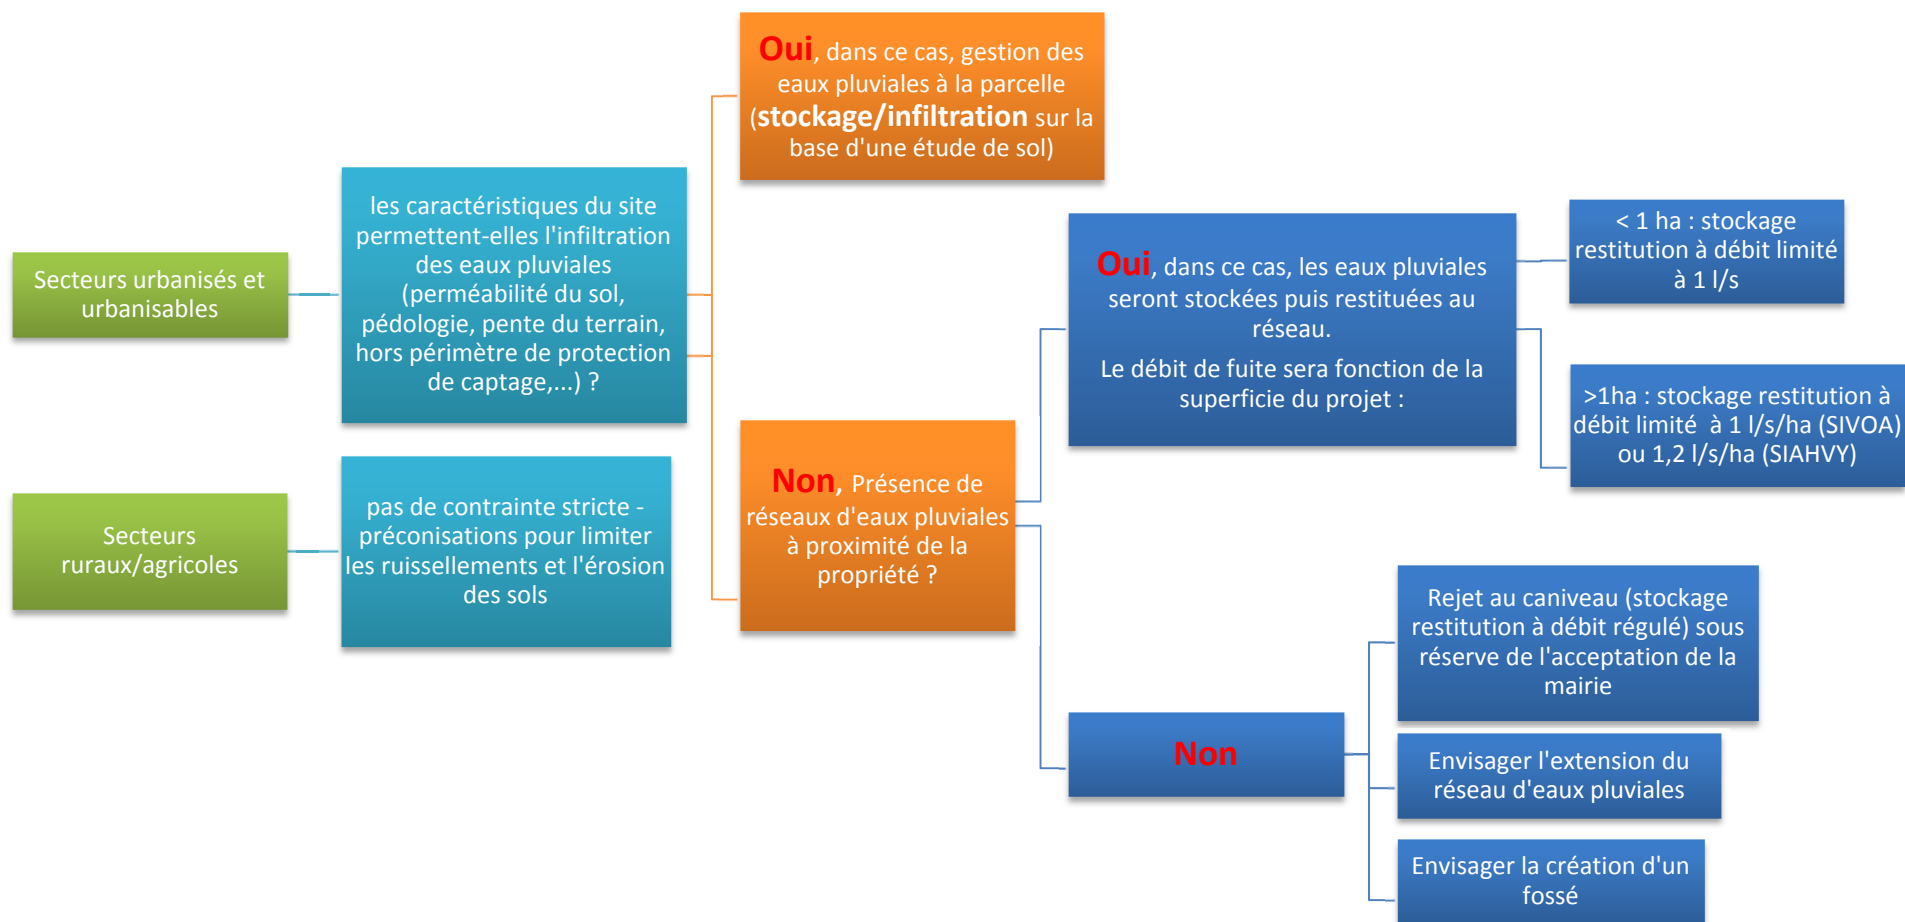 Secteurs urbanisés et
urbanisables
les caractéristiques du site
permettent-elles l'infiltration
des eaux pluviales
(perméabilité du sol,
pédologie, pente du terrain,
hors périmètre de protection
de captage,...) ?
Oui, dans ce cas, gestion des
eaux pluviales à la parcelle
(stockage/infiltration sur la
base d'une étude de sol)
Non, Présence de
réseaux d'eaux pluviales
à proximité de la
propriété ?
Oui, dans ce cas, les eaux pluviales
seront stockées puis restituées au
réseau.
Le débit de fuite sera fonction de la
superficie du projet :
< 1 ha : stockage
restitution à débit limité
à 1 l/s
>1ha : stockage restitution à
débit limité  à 1 l/s/ha (SIVOA)
ou 1,2 l/s/ha (SIAHVY)
Non
Rejet au caniveau (stockage
restitution à débit régulé) sous
réserve de l'acceptation de la
mairie
Envisager l'extension du
réseau d'eaux pluviales
Envisager la création d'un
fossé
Secteurs
ruraux/agricoles
pas de contrainte stricte -
préconisations pour limiter
les ruissellements et l'érosion
des sols